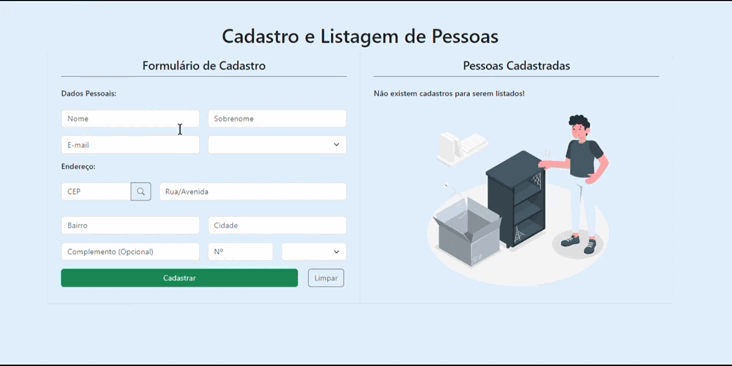 Cadastro e Listagem de Pessoas
Formulário de Cadastro
Dados Pessoais:
Nome
Sobrenome
E-mail
Endereço:
CEP
Rua/Avenida
Bairro
Cidade
Complemento (Opcional)
Nº
Cadastrar
Limpar
Pessoas Cadastradas
Não existem cadastros para serem listados!